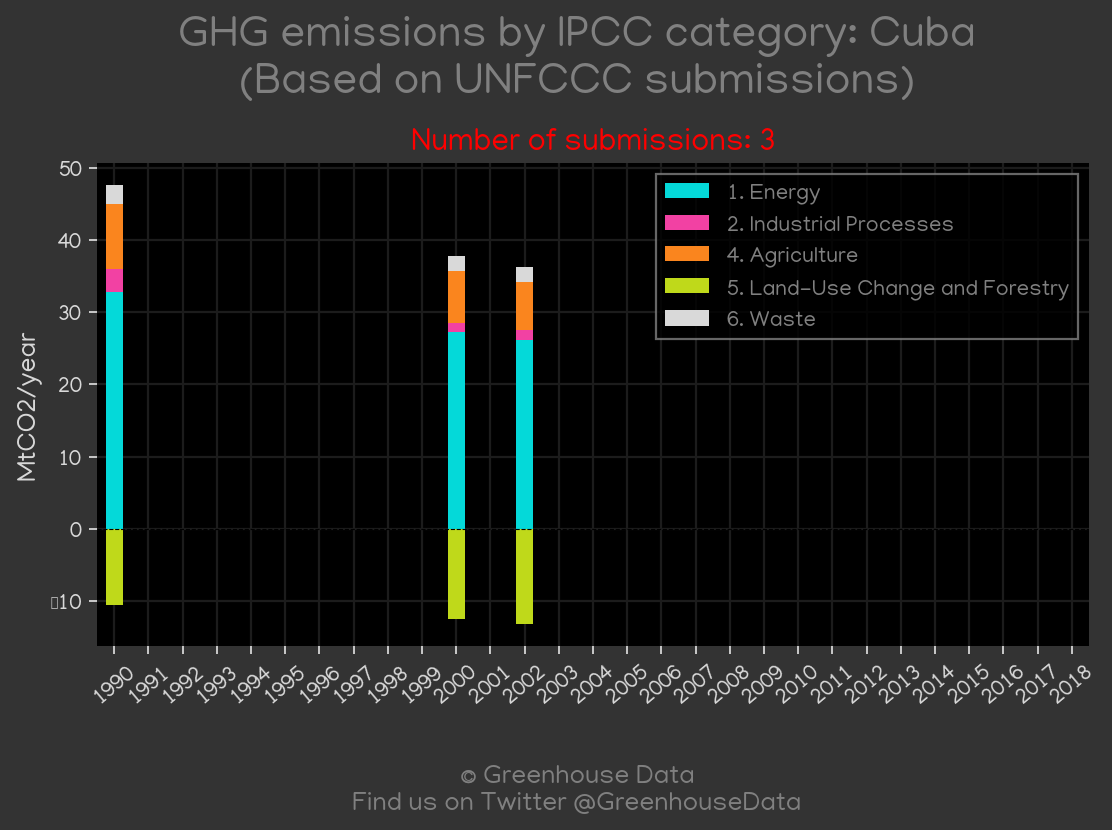 GHG emissions by IPCC category: Cuba
(Based on UNFCCC submissions)
Number of submissions: 3
MtCO2/year
50
40
30
20
10
0
▯10
1. Energy
2. Industrial Processes
4. Agriculture
5. Land-Use Change and Forestry
6. Waste
1990 1991 1992 1993 1994 1995 1996 1997 1998 1999 2000 2001 2002 2003 2004 2005 2006 2007 2008 2009 2010 2011 2012 2013 2014 2015 2016 2017 2018
© Greenhouse Data
Find us on Twitter @GreenhouseData